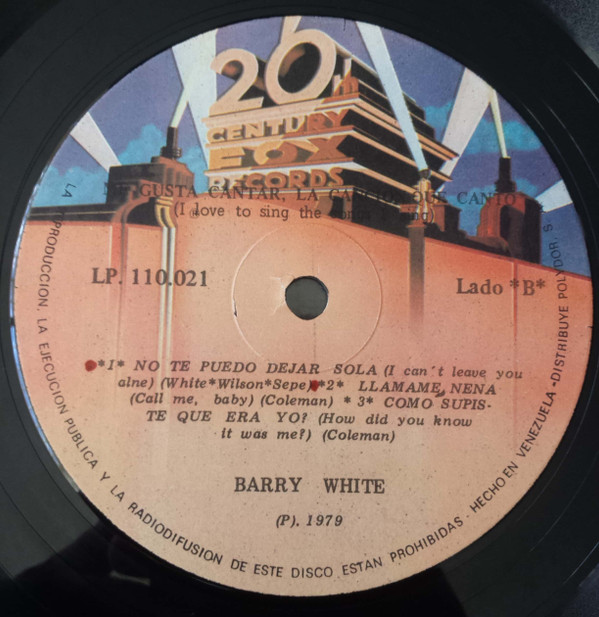 20th
CENTURY
FOX
RECORDS
ME GUSTA CANTAR, LA CANCION QUE CANTO
(I love to sing the songs I sing)
LP. 110.021
Lado *B*
*1* NO TE PUEDO DEJAR SOLA (I can't leave you
alne) (White*Wilson*Sepe) *2* LLAMAME, NENA
(Call me, baby) (Coleman) * 3* COMO SUPIS-
TE QUE ERA YO? (How did you know
it was me?) (Coleman)
BARRY WHITE
(P). 1979
LA REPRODUCCION, LA EJECUCION PUBLICA Y LA RADIODIFUSION DE ESTE DISCO ESTAN PROHIBIDAS. HECHO EN VENEZUELA -DISTRIBUYE POLYDOR, S